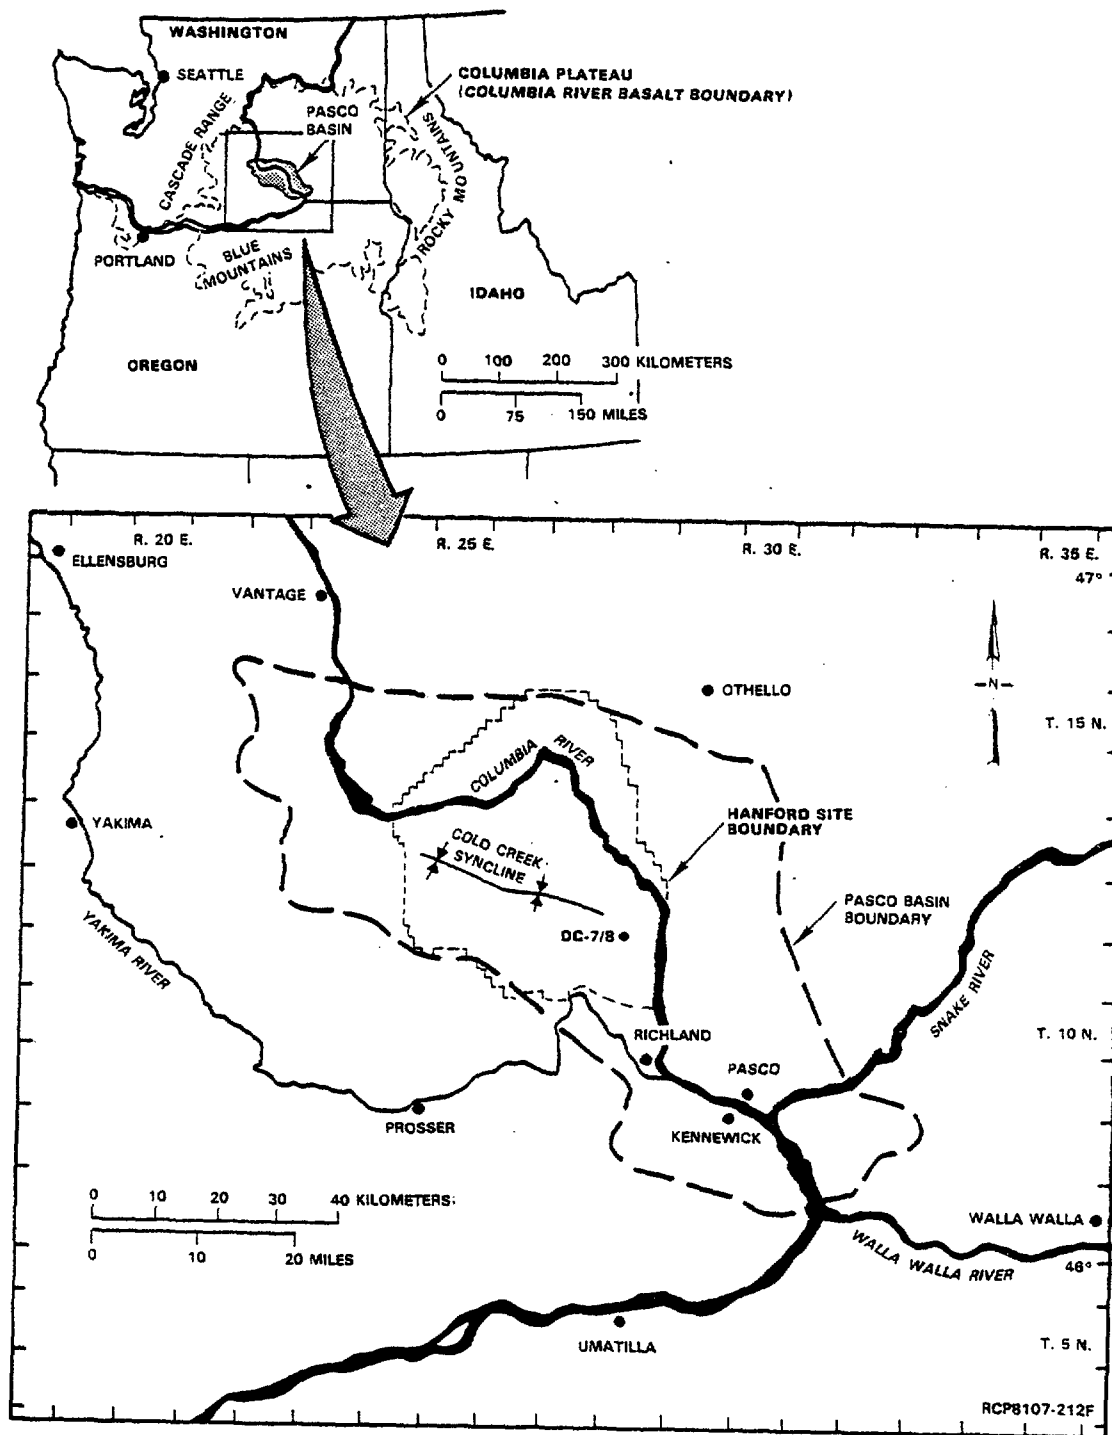 WASHINGTON
SEATTLE
COLUMBIA PLATEAU
(COLUMBIA RIVER BASALT BOUNDARY)
CASCADE RANGE
PASCO
BASIN
ROCKY MOUNTAINS
PORTLAND
BLUE
MOUNTAINS
IDAHO
OREGON
0 100 200 300 KILOMETERS
0 75 150 MILES
R. 20 E.
R. 25 E.
R. 30 E.
R. 35 E.
ELLENSBURG
47°
VANTAGE
OTHELLO
N
T. 15 N.
COLUMBIA RIVER
YAKIMA
HANFORD SITE
BOUNDARY
COLD CREEK
SYNCLINE
PASCO BASIN
BOUNDARY
DC-7/8
YAKIMA RIVER
SNAKE RIVER
RICHLAND
T. 10 N.
PASCO
PROSSER
KENNEWICK
0 10 20 30 40 KILOMETERS
WALLA WALLA
0 10 20 MILES
WALLA WALLA RIVER
46°
UMATILLA
T. 5 N.
RCP8107-212F